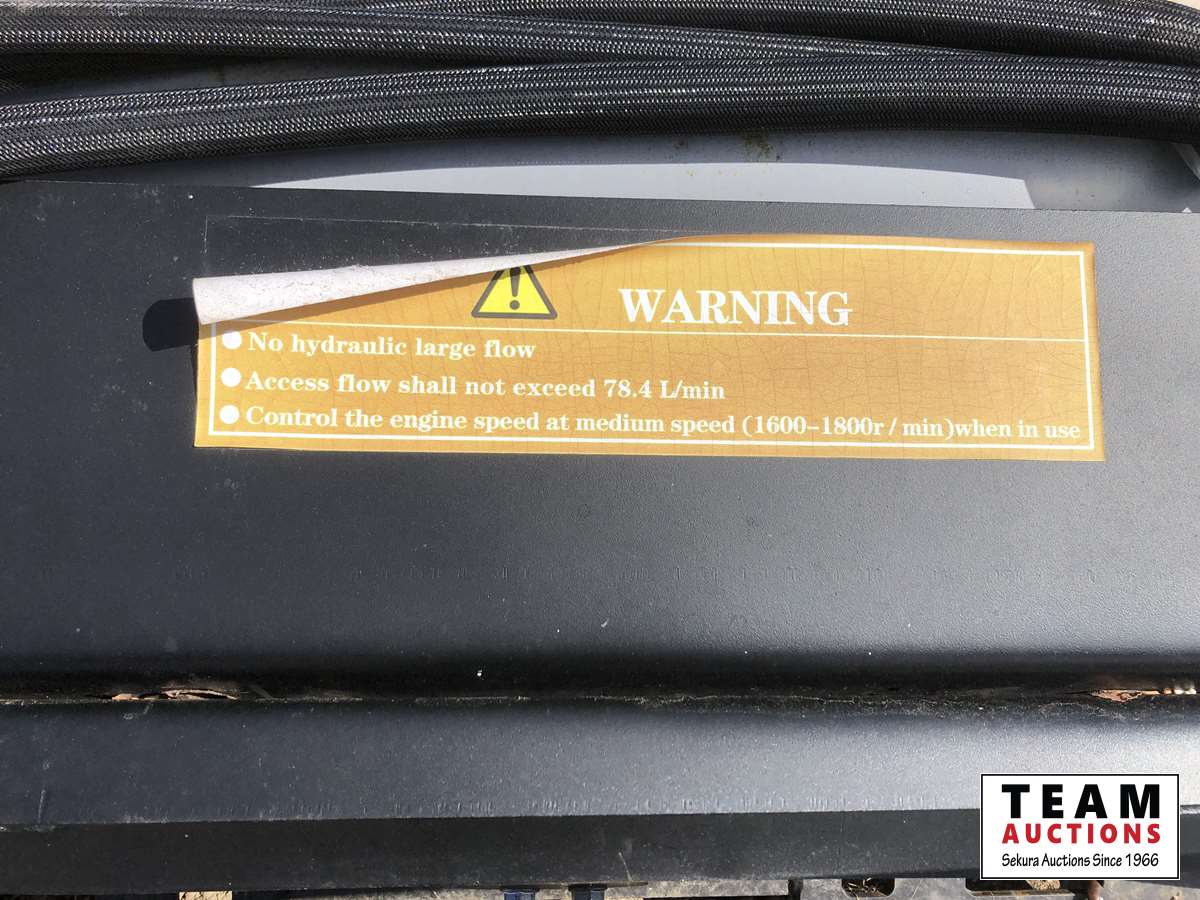 WARNING
● No hydraulic large flow
● Access flow shall not exceed 78.4 L/min
● Control the engine speed at medium speed (1600-1800r / min)when in use
TEAM
AUCTIONS
Sekura Auctions Since 1966